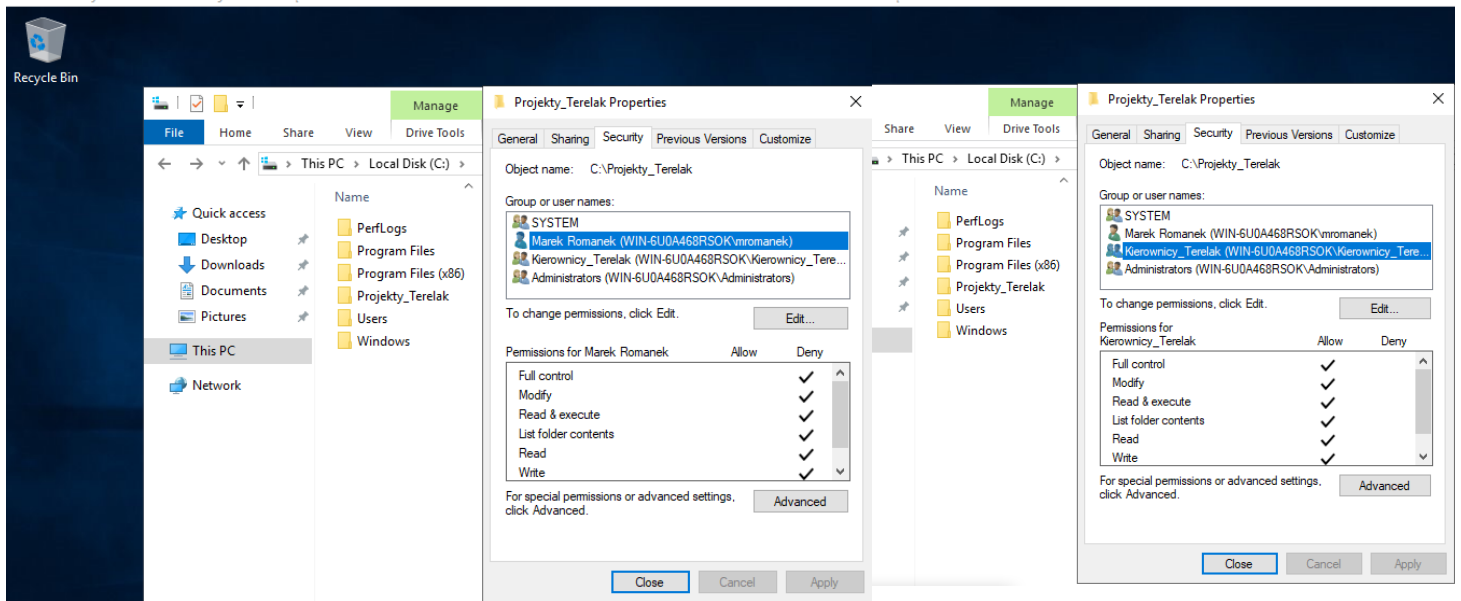 Recycle Bin
Manage
File Home Share View Drive Tools
This PC > Local Disk (C:) >
Quick access
Desktop
Downloads
Documents
Pictures
This PC
Network
Name
PerfLogs
Program Files
Program Files (x86)
Projekty_Terelak
Users
Windows
Projekty_Terelak Properties
General Sharing Security Previous Versions Customize
Object name: C:\Projekty_Terelak
Group or user names:
SYSTEM
Marek Romanek (WIN-6U0A468RSOK\mromanek)
Kierownicy_Terelak (WIN-6U0A468RSOK\Kierownicy_Tere...
Administrators (WIN-6U0A468RSOK\Administrators)
To change permissions, click Edit.
Edit...
Permissions for Marek Romanek Allow Deny
Full control
Modify
Read & execute
List folder contents
Read
Write
For special permissions or advanced settings,
click Advanced.
Advanced
Close Cancel Apply
Manage
Share View Drive Tools
This PC > Local Disk (C:) >
Name
PerfLogs
Program Files
Program Files (x86)
Projekty_Terelak
Users
Windows
Projekty_Terelak Properties
General Sharing Security Previous Versions Customize
Object name: C:\Projekty_Terelak
Group or user names:
SYSTEM
Marek Romanek (WIN-6U0A468RSOK\mromanek)
Kierownicy_Terelak (WIN-6U0A468RSOK\Kierownicy_Tere...
Administrators (WIN-6U0A468RSOK\Administrators)
To change permissions, click Edit.
Edit...
Permissions for
Kierownicy_Terelak Allow Deny
Full control
Modify
Read & execute
List folder contents
Read
Write
For special permissions or advanced settings,
click Advanced.
Advanced
Close Cancel Apply